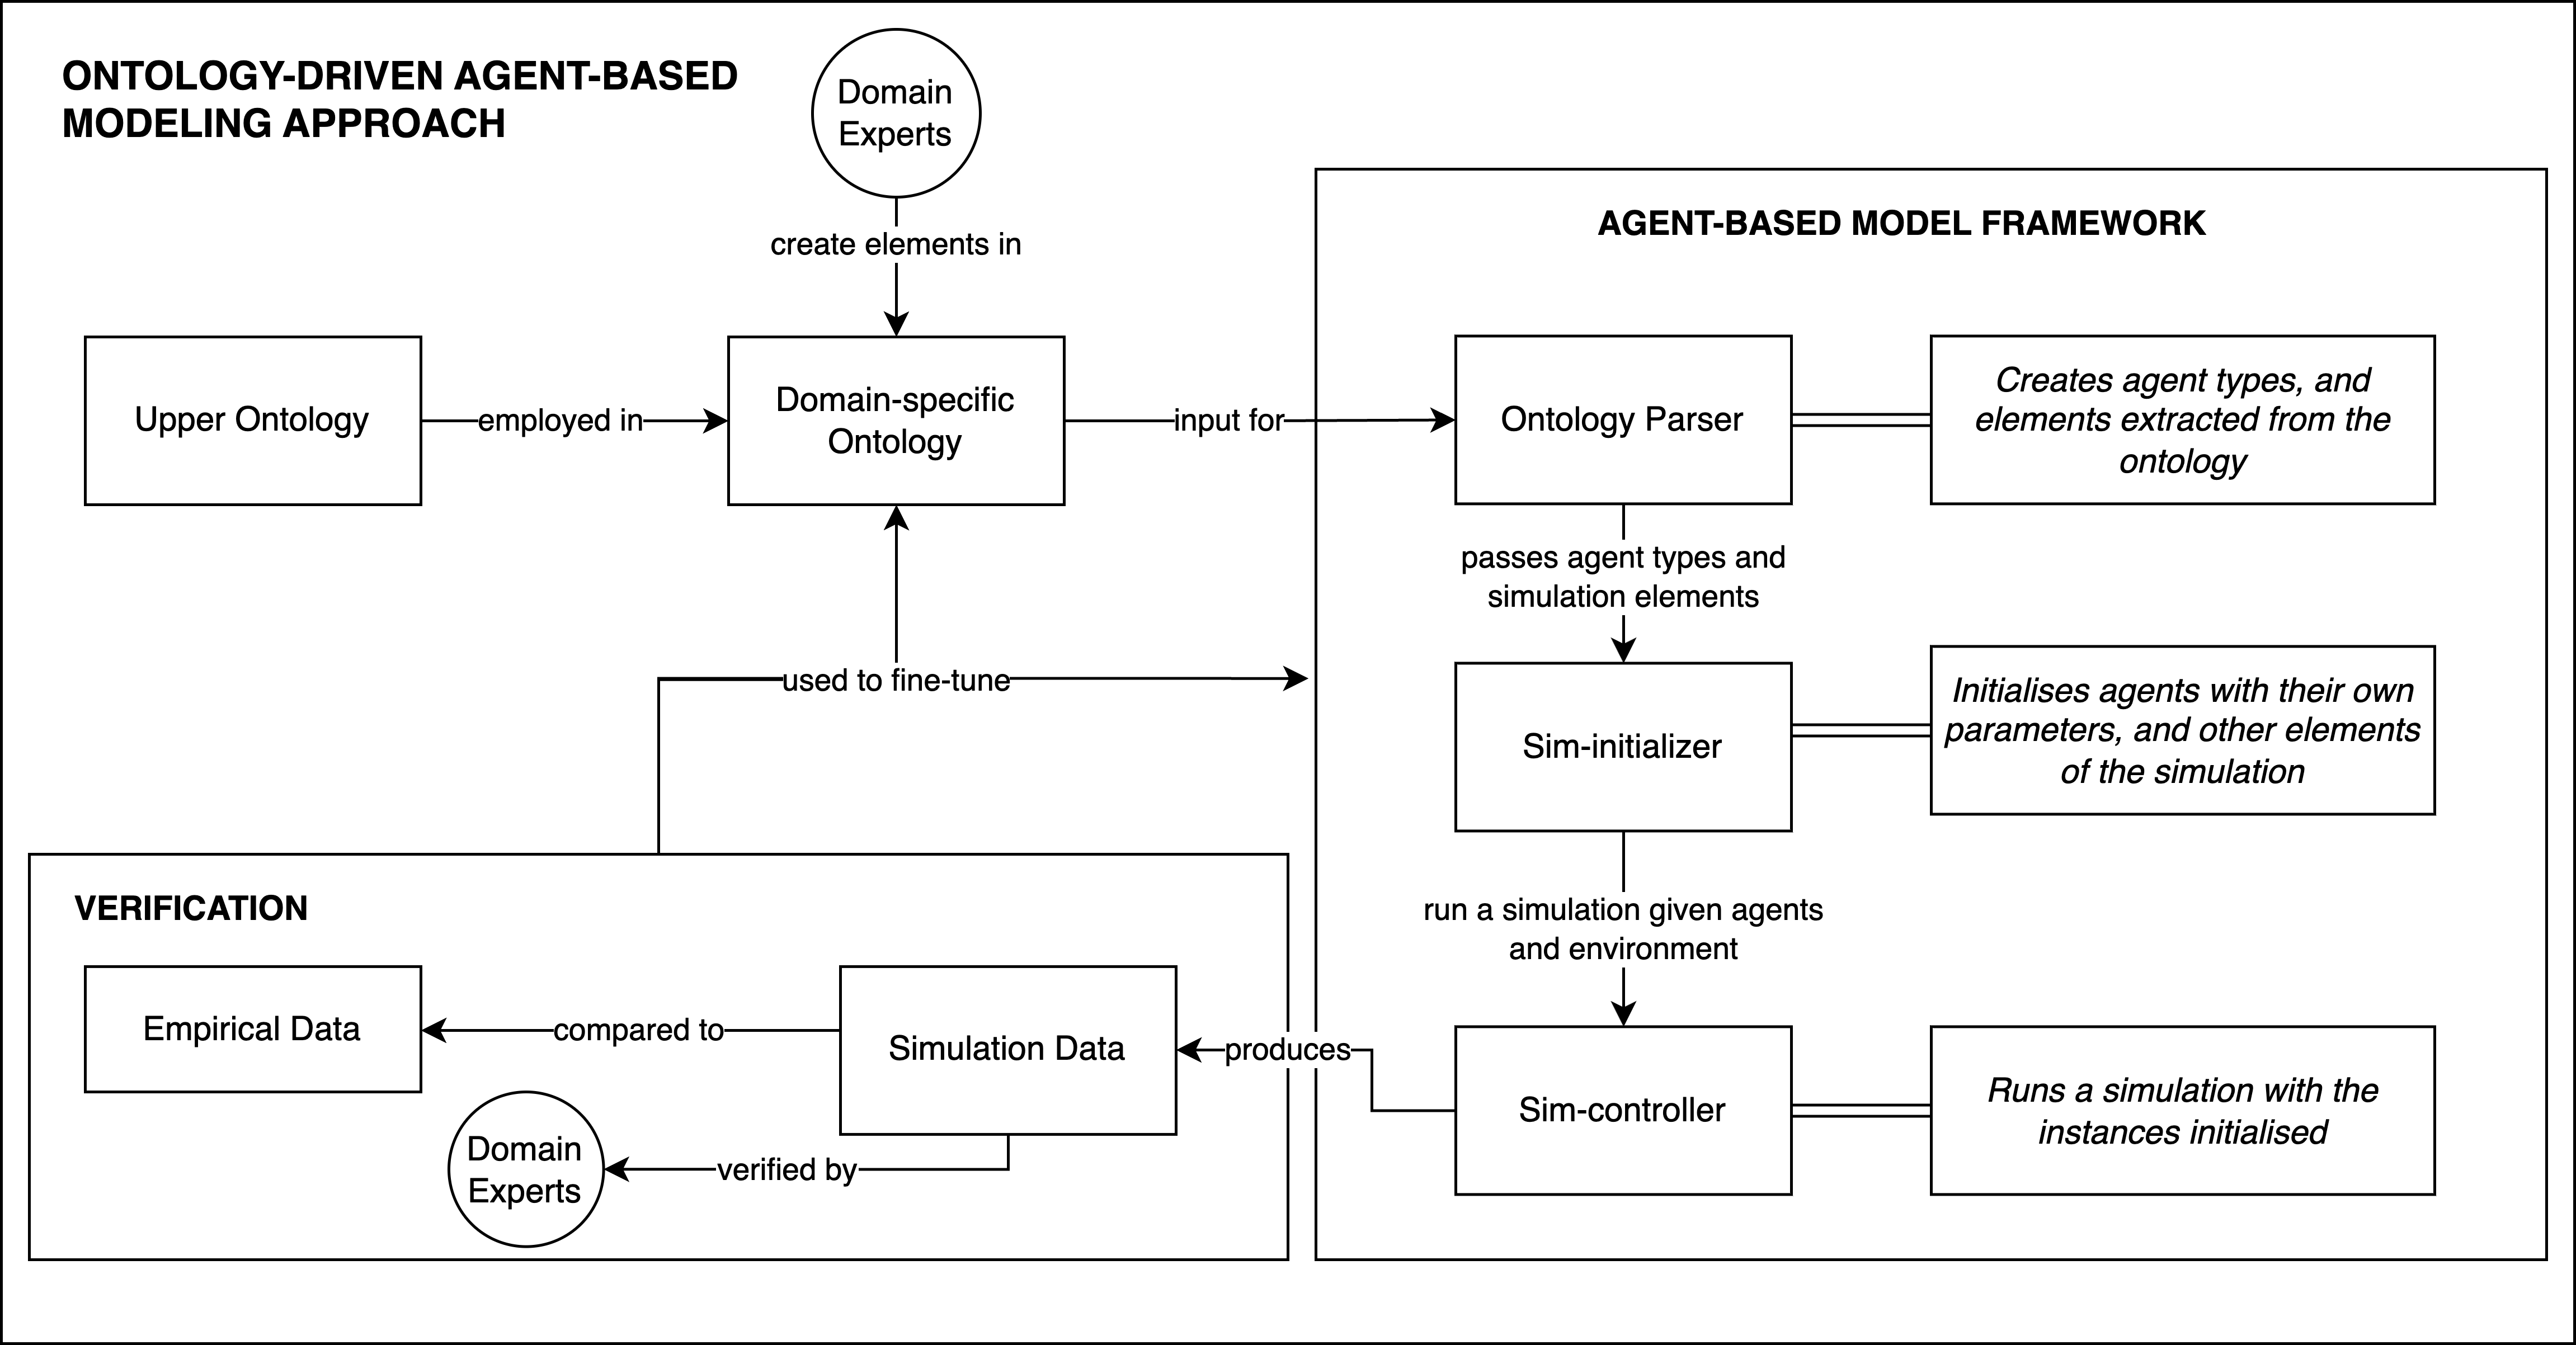 ONTOLOGY-DRIVEN AGENT-BASED
MODELING APPROACH
Domain
Experts
create elements in
AGENT-BASED MODEL FRAMEWORK
Upper Ontology
employed in
Domain-specific
Ontology
input for
Ontology Parser
Creates agent types, and
elements extracted from the
ontology
passes agent types and
simulation elements
used to fine-tune
Sim-initializer
Initialises agents with their own
parameters, and other elements
of the simulation
run a simulation given agents
and environment
VERIFICATION
Empirical Data
compared to
Simulation Data
produces
Sim-controller
Runs a simulation with the
instances initialised
Domain
Experts
verified by